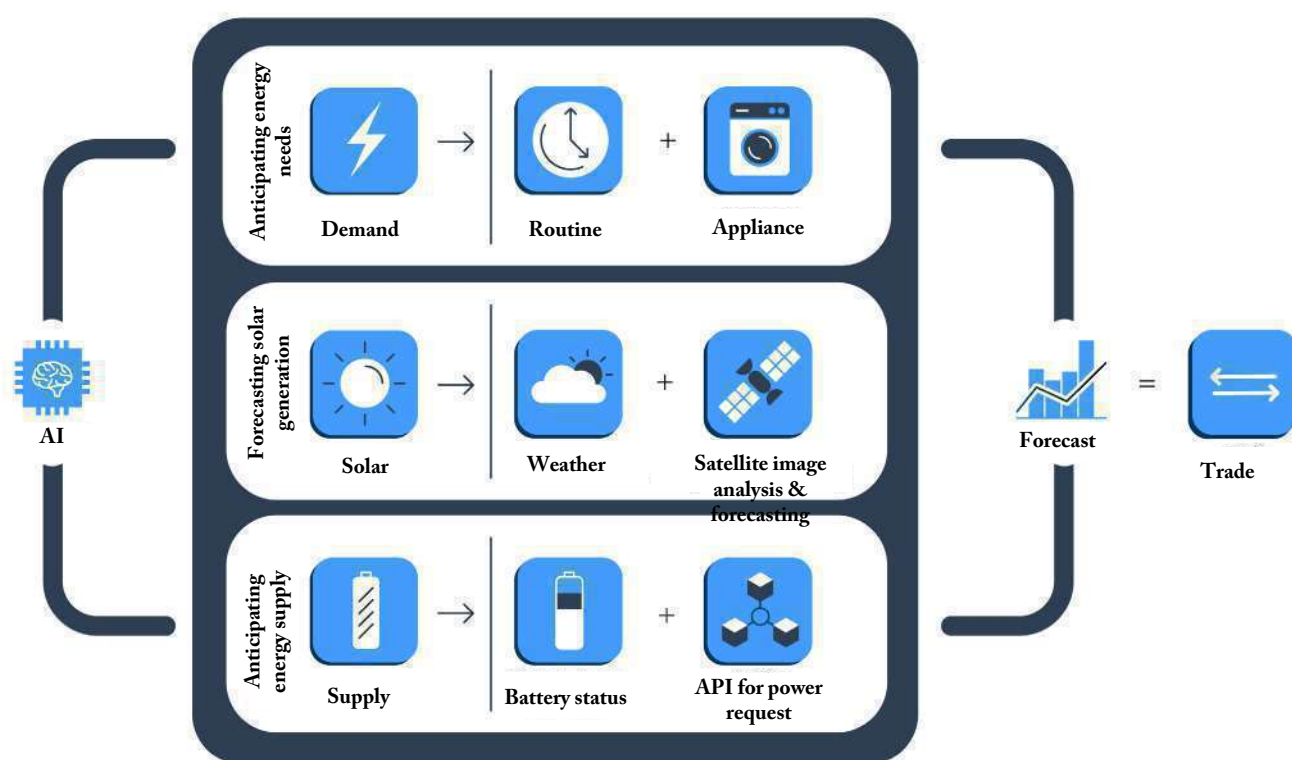 Anticipating energy
needs
Demand
Routine
Appliance
Forecasting solar
generation
Solar
Weather
Satellite image
analysis &
forecasting
Anticipating
energy supply
Supply
Battery status
API for power
request
AI
Forecast
=
Trade